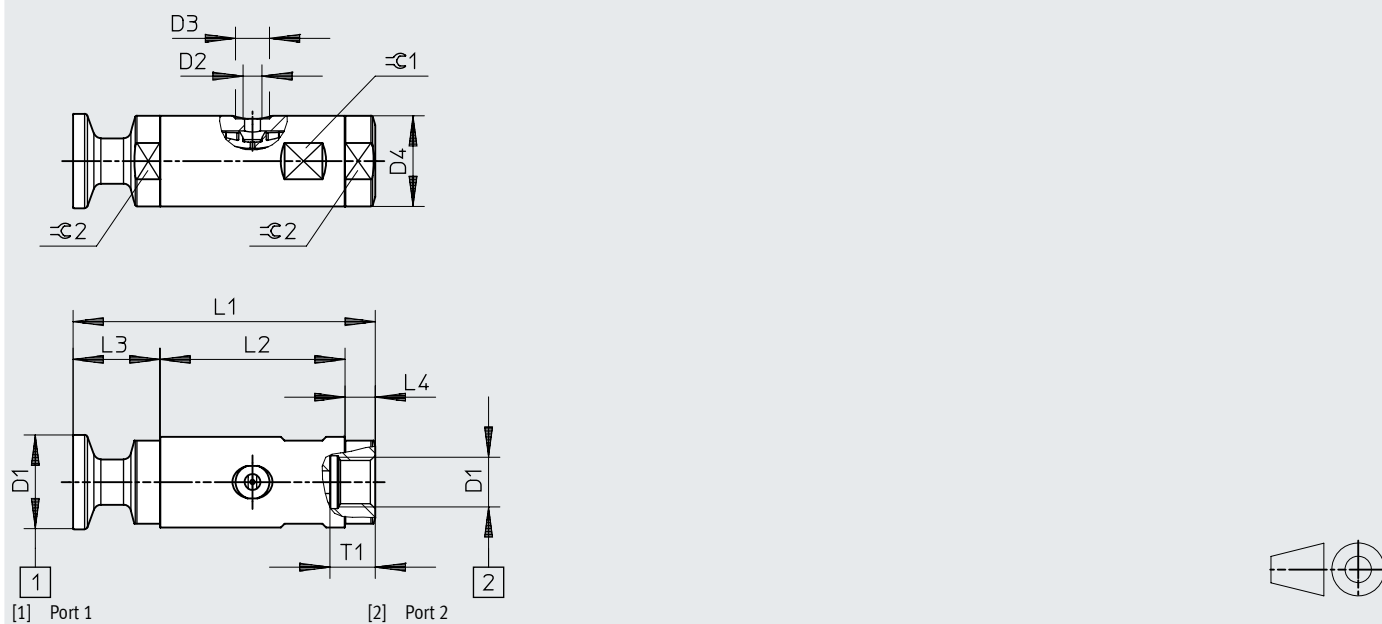 D3
D2
=©1
D4
=©2
=©2
L1
L3
L2
L4
D1
D1
T1
1
2
[1] Port 1
[2] Port 2